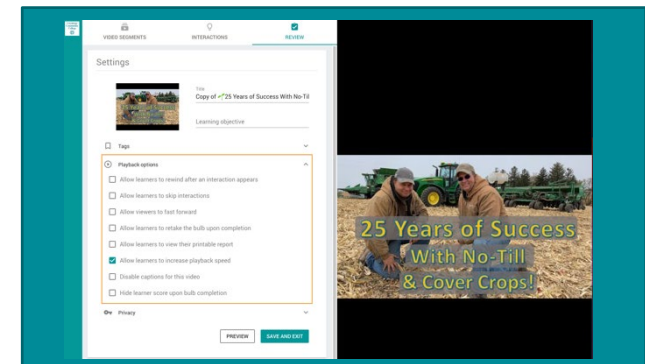 VIDEO SEGMENTS
INTERACTIONS
REVIEW
Settings
Title
Copy of 25 Years of Success With No-Til
Learning objective
Tags
Playback options
Allow learners to rewind after an interaction appears
Allow learners to skip interactions
Allow viewers to fast forward
Allow learners to retake the bulb upon completion
Allow learners to view their printable report
Allow learners to increase playback speed
Disable captions for this video
Hide learner score upon bulb completion
Privacy
PREVIEW
SAVE AND EXIT
25 Years of Success
With No-Till
& Cover Crops!